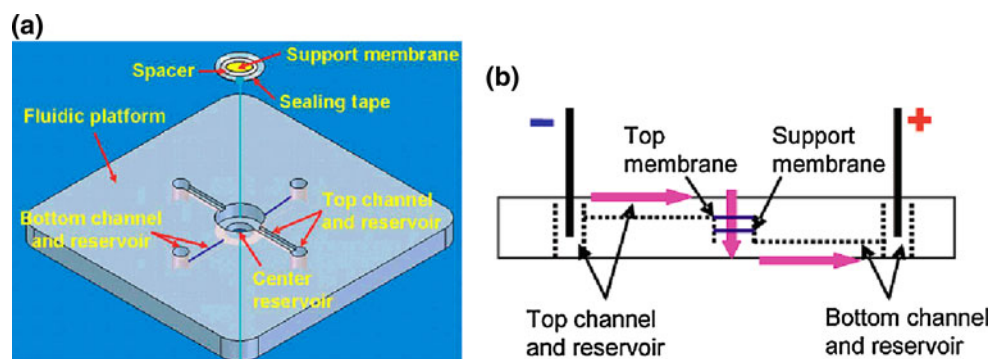 (a)
Support membrane
Spacer
Sealing tape
Fluidic platform
Bottom channel
and reservoir
Top channel
and reservoir
Center
reservoir
(b)
-
+
Top
membrane
Support
membrane
Top channel
and reservoir
Bottom channel
and reservoir